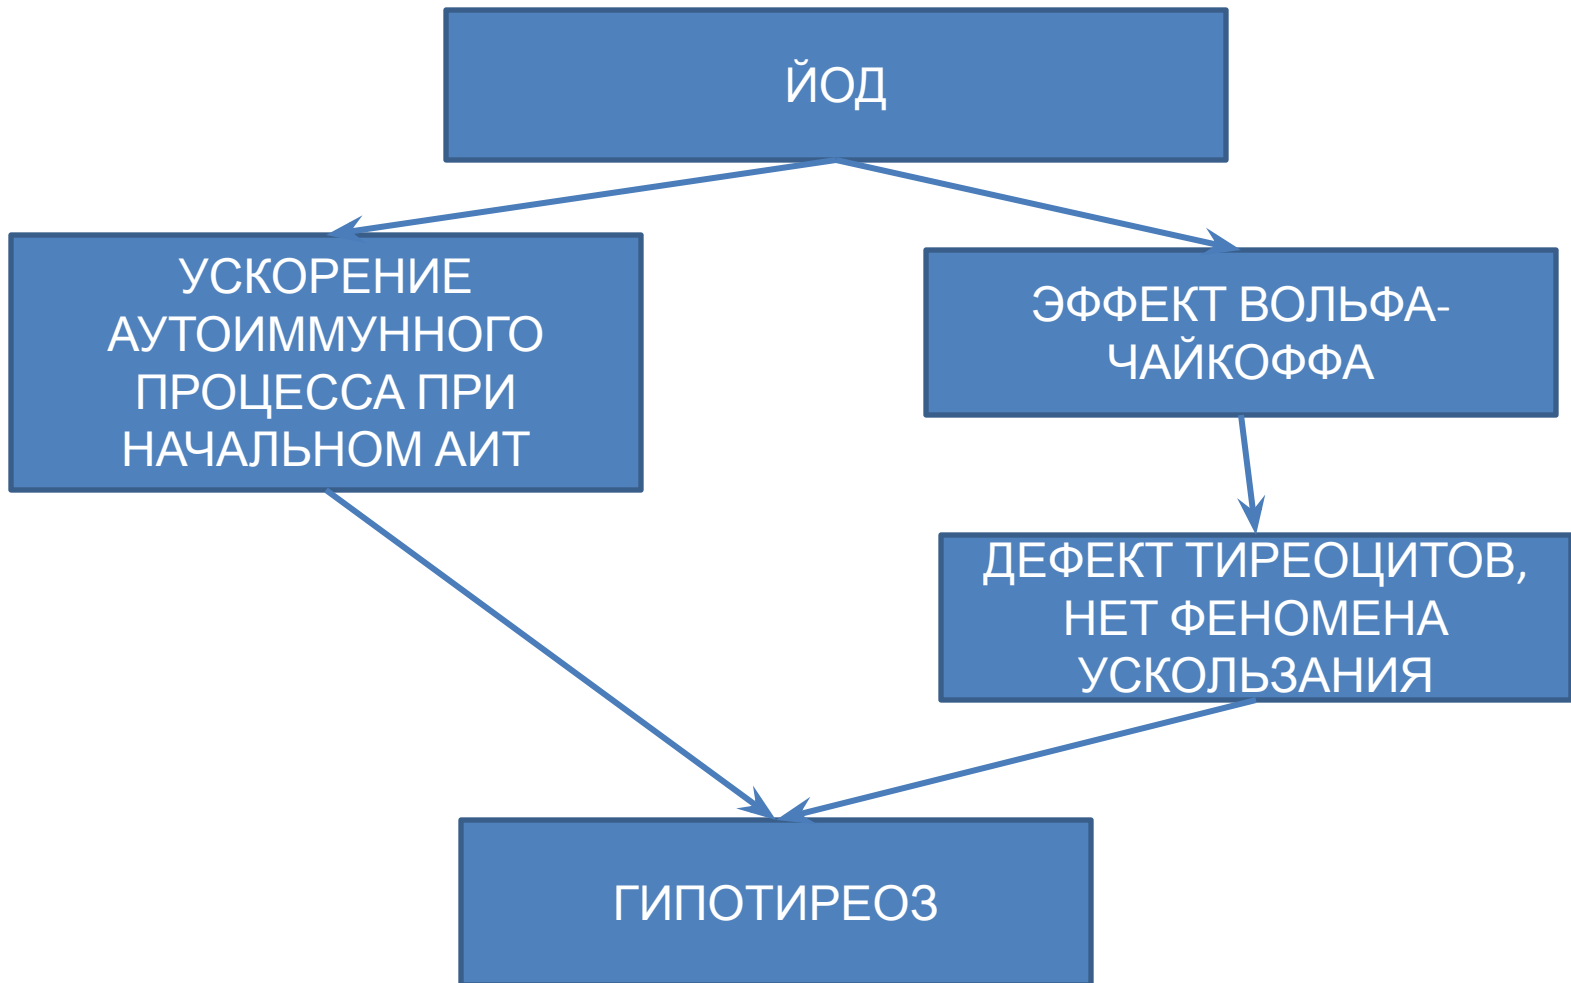 ЙОД
УСКОРЕНИЕ
АУТОИММУННОГО
ПРОЦЕССА ПРИ
НАЧАЛЬНОМ АИТ
ЭФФЕКТ ВОЛЬФА-
ЧАЙКОФФА
ДЕФЕКТ ТИРЕОЦИТОВ,
НЕТ ФЕНОМЕНА
УСКОЛЬЗАНИЯ
ГИПОТИРЕОЗ